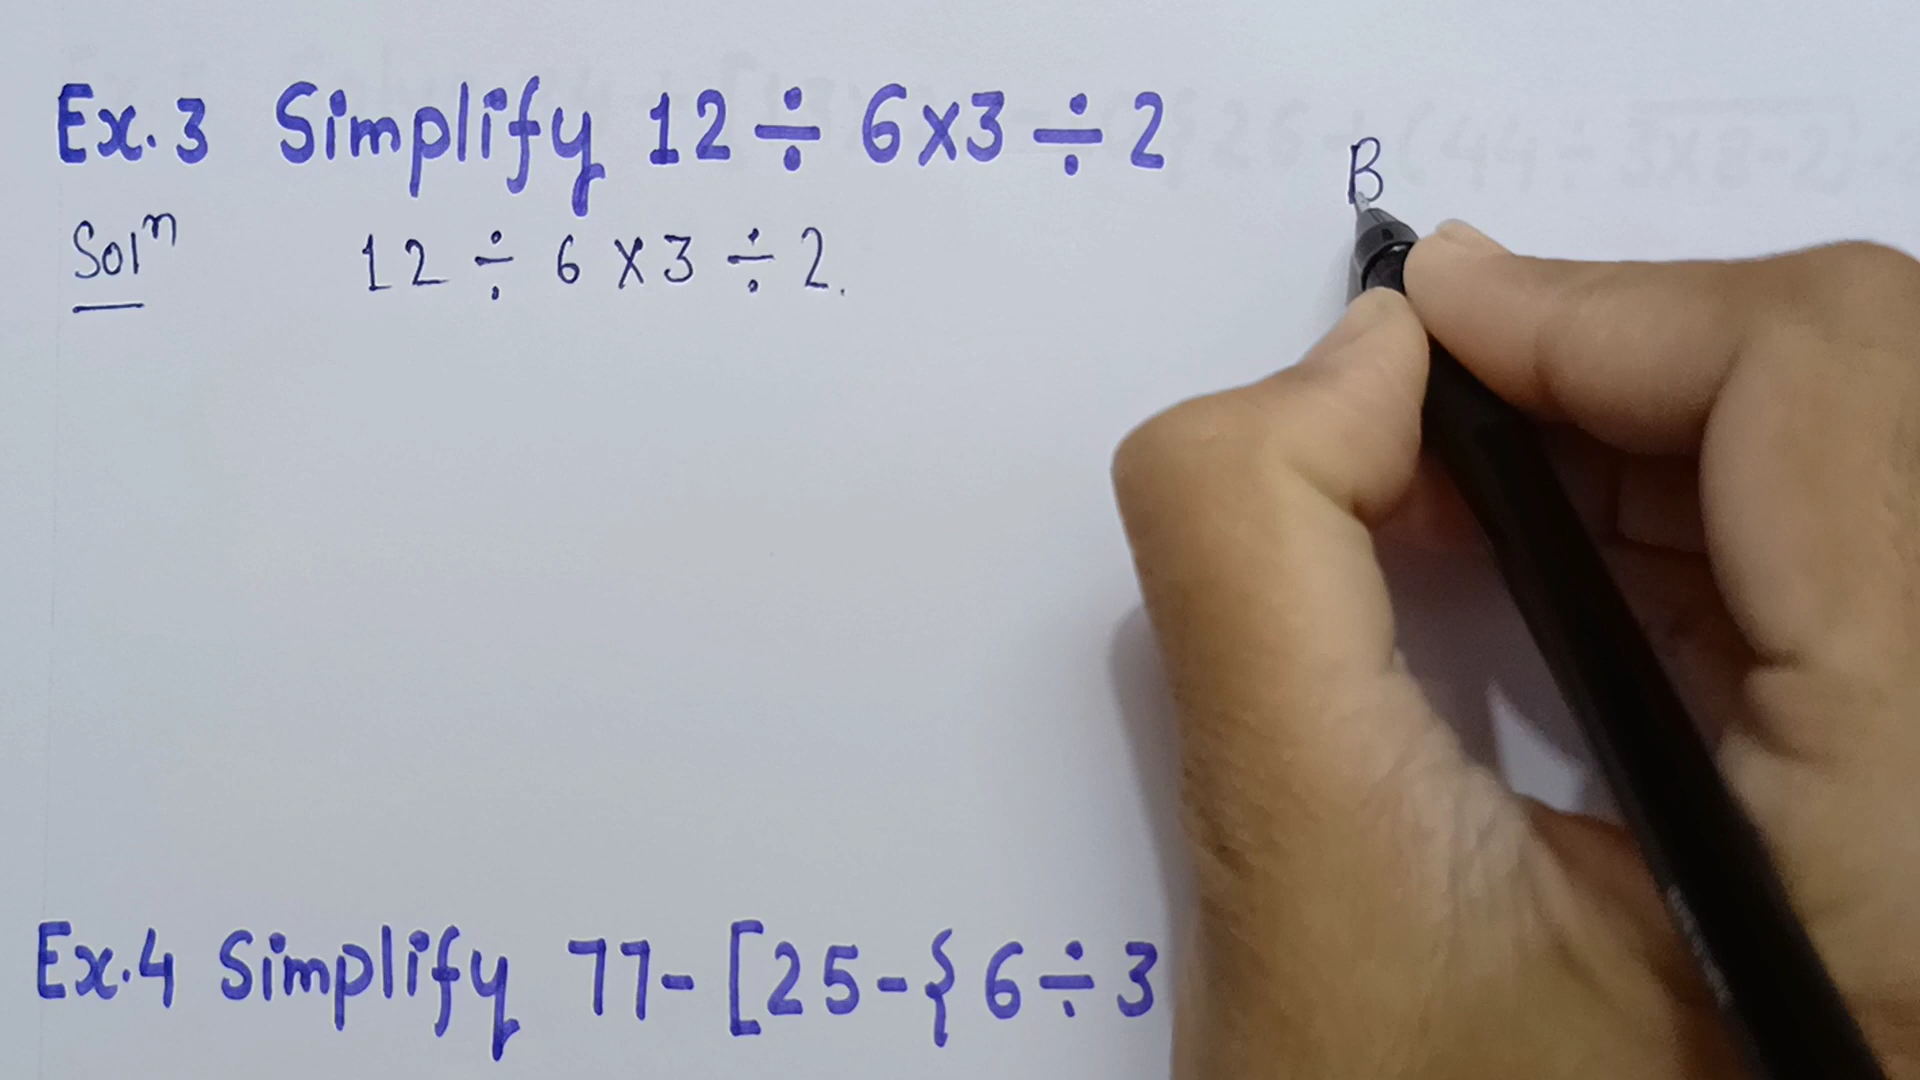 Ex. 3 Simplify 12 ÷ 6 x 3 ÷ 2
B
Solⁿ 12 ÷ 6 x 3 ÷ 2.
Ex. 4 Simplify 77 - [25 - { 6 ÷ 3